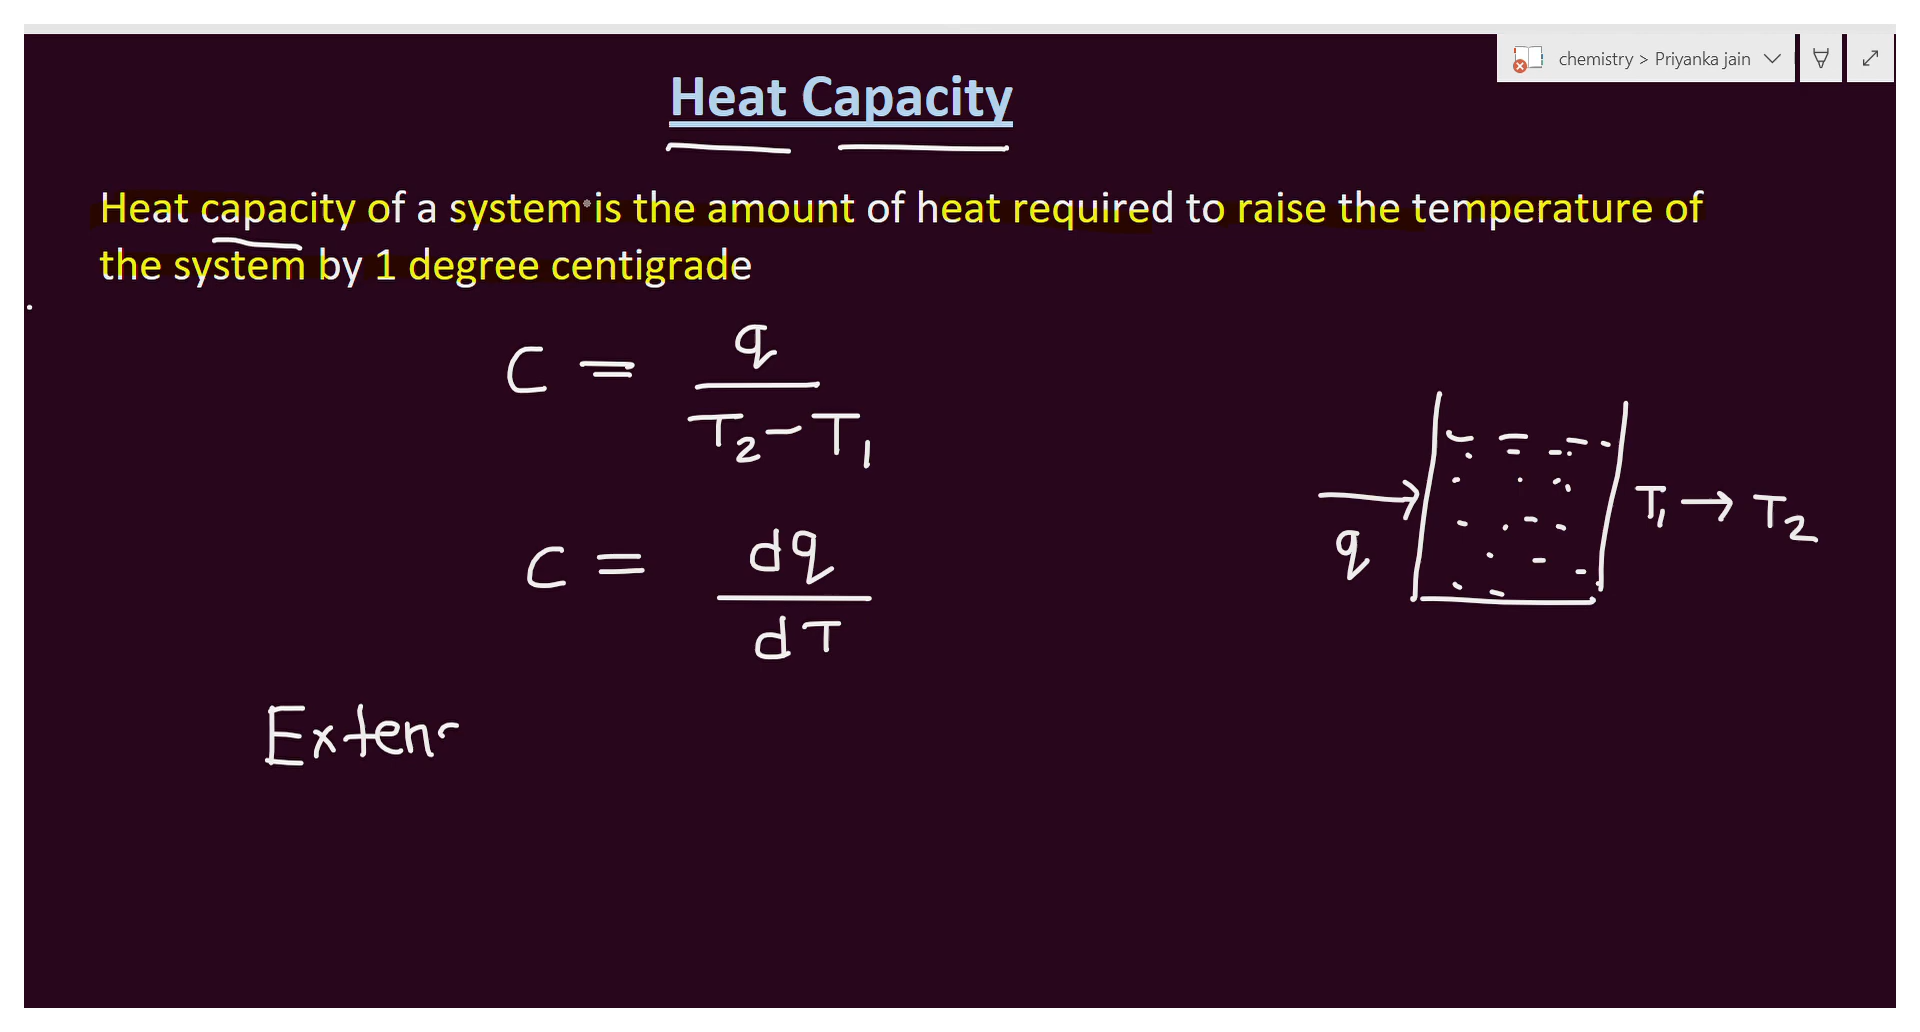 chemistry > Priyanka jain
Heat Capacity
Heat capacity of a system is the amount of heat required to raise the temperature of
the system by 1 degree centigrade
C = q / T₂ - T₁
C = dq / dT
q
T₁ → T₂
Exten